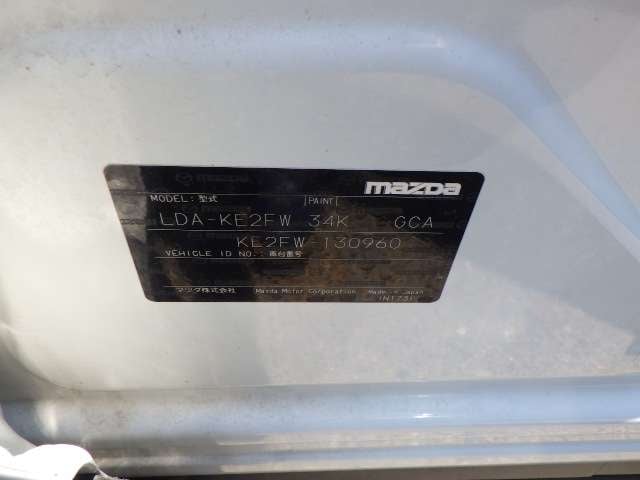 mazda
MODEL: 型式 [PAINT]
LDA-KE2FW 34K GCA
KE2FW-130960
VEHICLE ID NO.: 車台番号
マツダ株式会社 Mazda Motor Corporation Made in Japan